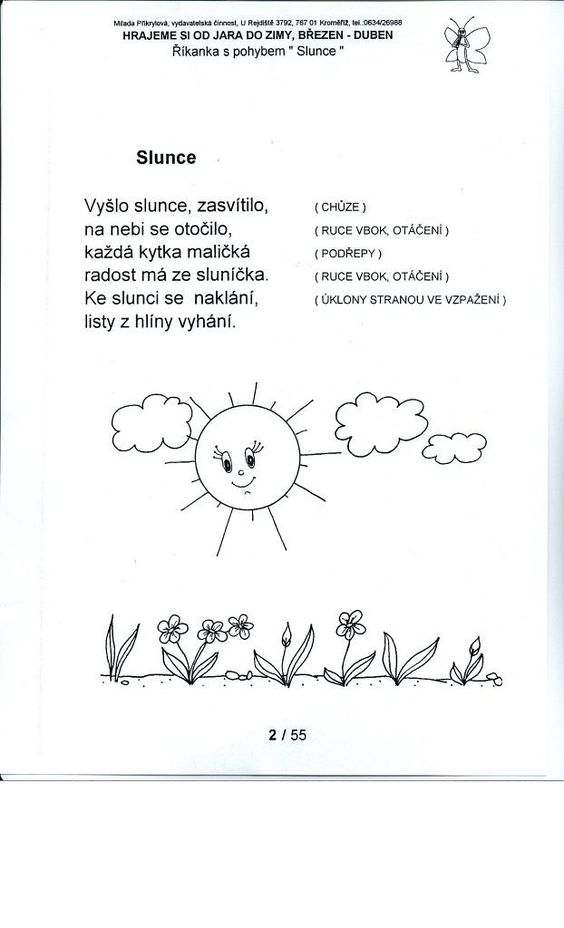 Milada Přikrylová, vydavatelská činnost, U Rejdiště 3792, 767 01 Kroměříž, tel.:0634/26988
HRAJEME SI OD JARA DO ZIMY, BŘEZEN - DUBEN
Říkanka s pohybem " Slunce "
Slunce
Vyšlo slunce, zasvítilo, ( CHŮZE )
na nebi se otočilo, ( RUCE VBOK, OTÁČENÍ )
každá kytka maličká ( PODŘEPY )
radost má ze sluníčka. ( RUCE VBOK, OTÁČENÍ )
Ke slunci se naklání, ( ÚKLONY STRANOU VE VZPAŽENÍ )
listy z hlíny vyhání.
2 / 55